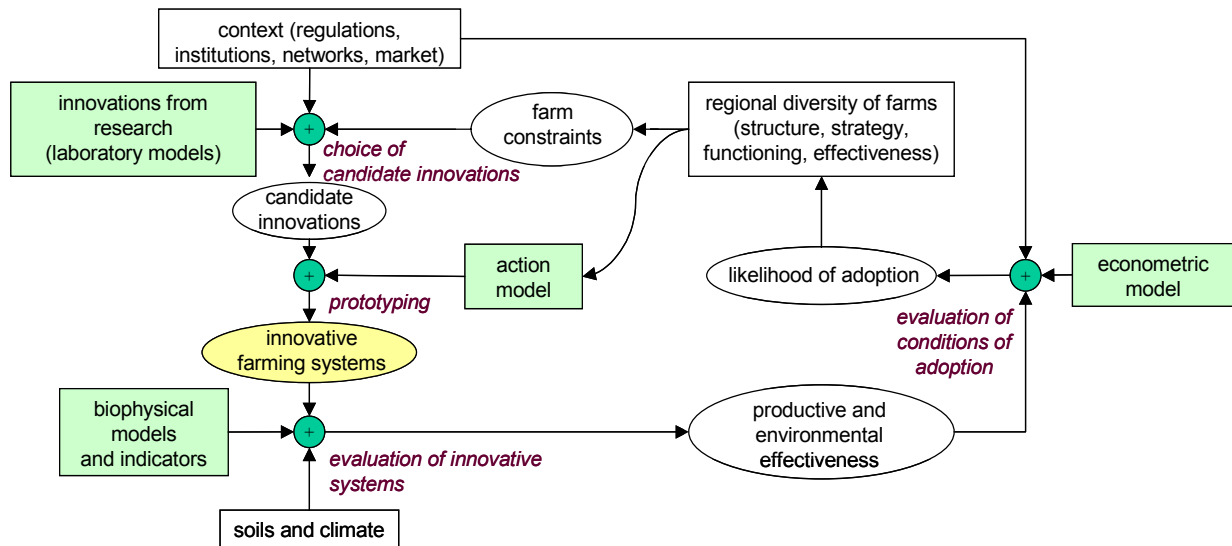 context (regulations,
institutions, networks, market)
innovations from
research
(laboratory models)
+
farm
constraints
regional diversity of farms
(structure, strategy,
functioning, effectiveness)
choice of
candidate innovations
candidate
innovations
+
action
model
likelihood of adoption
+
econometric
model
prototyping
evaluation of
conditions of
adoption
innovative
farming systems
biophysical
models
and indicators
+
productive and
environmental
effectiveness
evaluation of innovative
systems
soils and climate